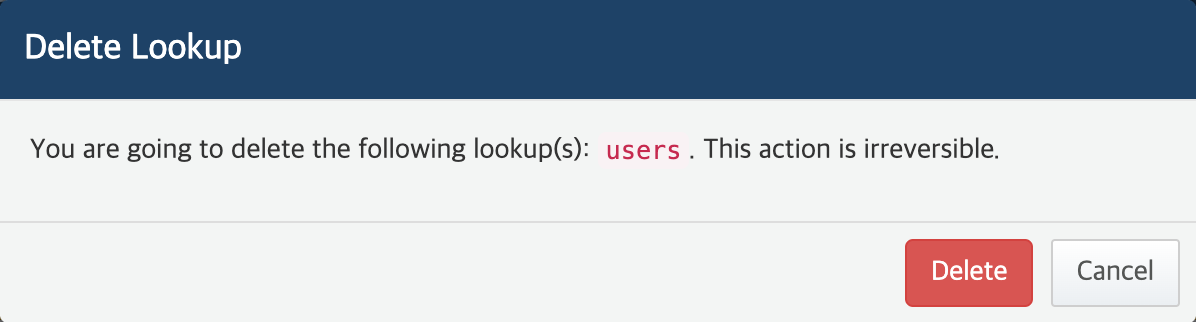 Delete Lookup
You are going to delete the following lookup(s): users. This action is irreversible.
Delete Cancel